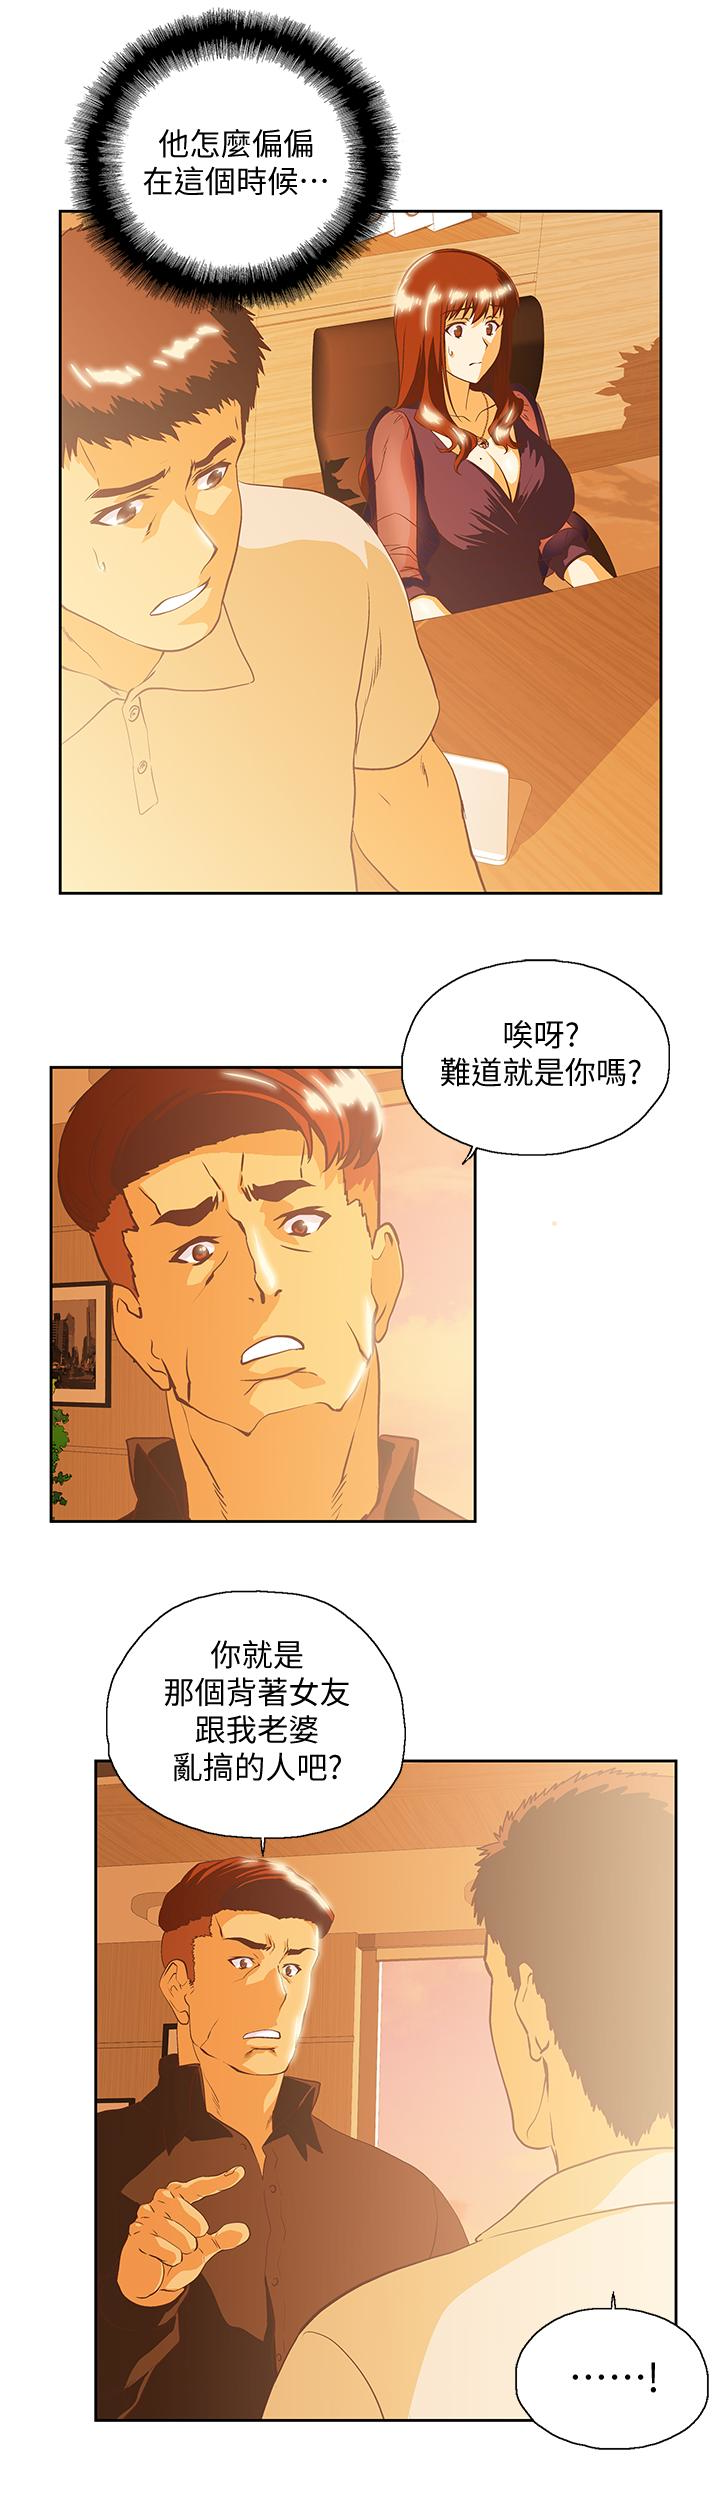 他怎麼偏偏
在這個時候…
唉呀?
難道就是你嗎?
你就是
那個背著女友
跟我老婆
亂搞的人吧?
……!